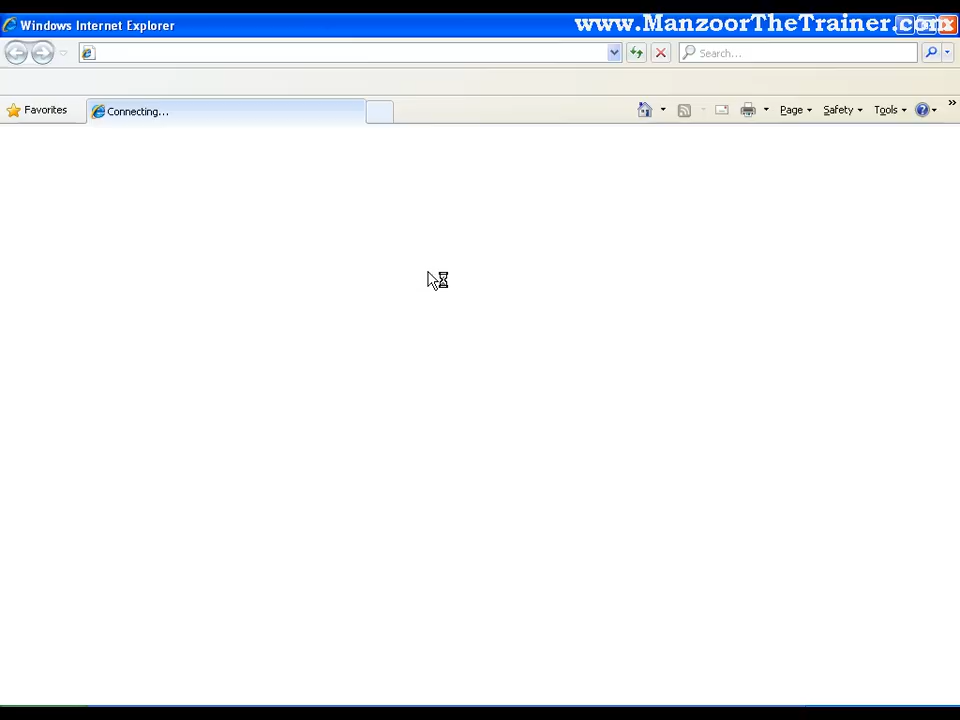 Windows Internet Explorer
www.ManzoorTheTrainer.com
Search...
Favorites
Connecting...
Page
Safety
Tools